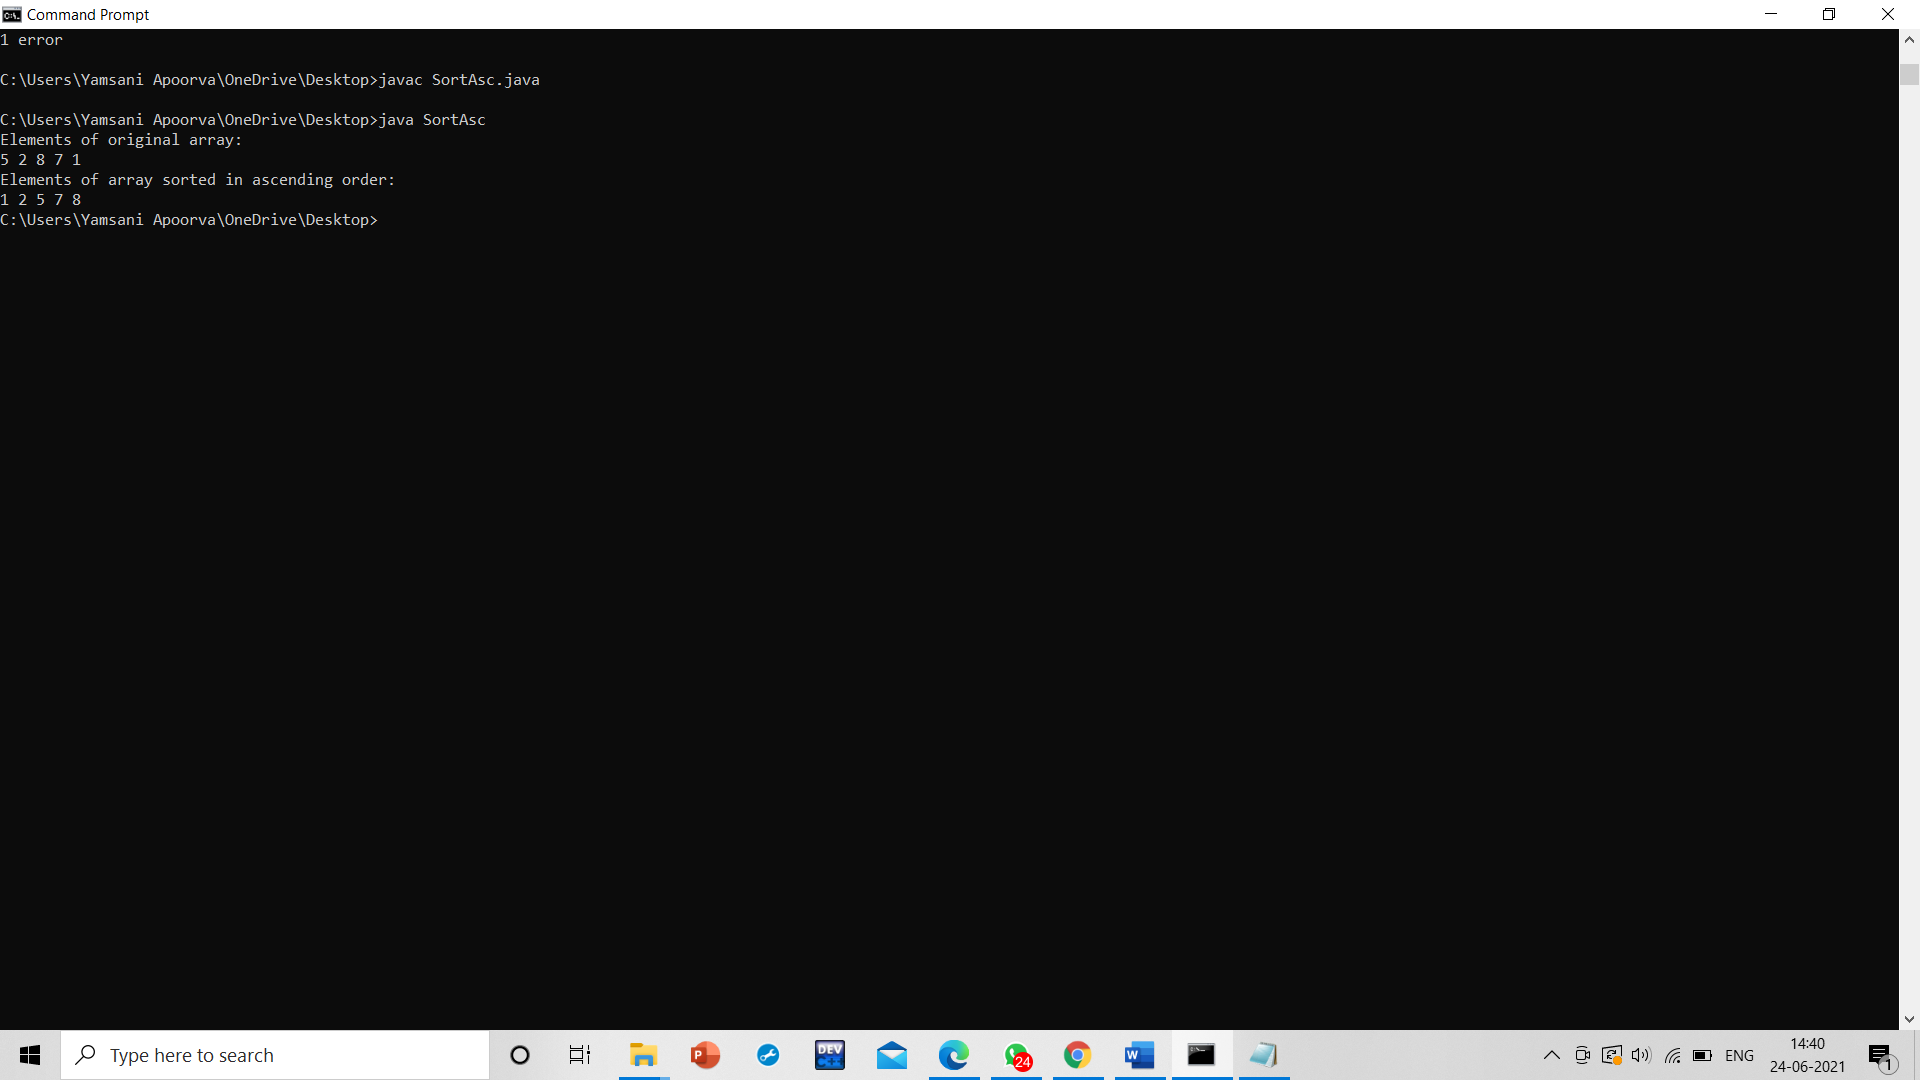 Command Prompt
1 error
C:\Users\Yamsani Apoorva\OneDrive\Desktop>javac SortAsc.java
C:\Users\Yamsani Apoorva\OneDrive\Desktop>java SortAsc
Elements of original array:
5 2 8 7 1
Elements of array sorted in ascending order:
1 2 5 7 8
C:\Users\Yamsani Apoorva\OneDrive\Desktop>
Type here to search
P
DEV
C++
24
W
ENG
14:40
24-06-2021
1